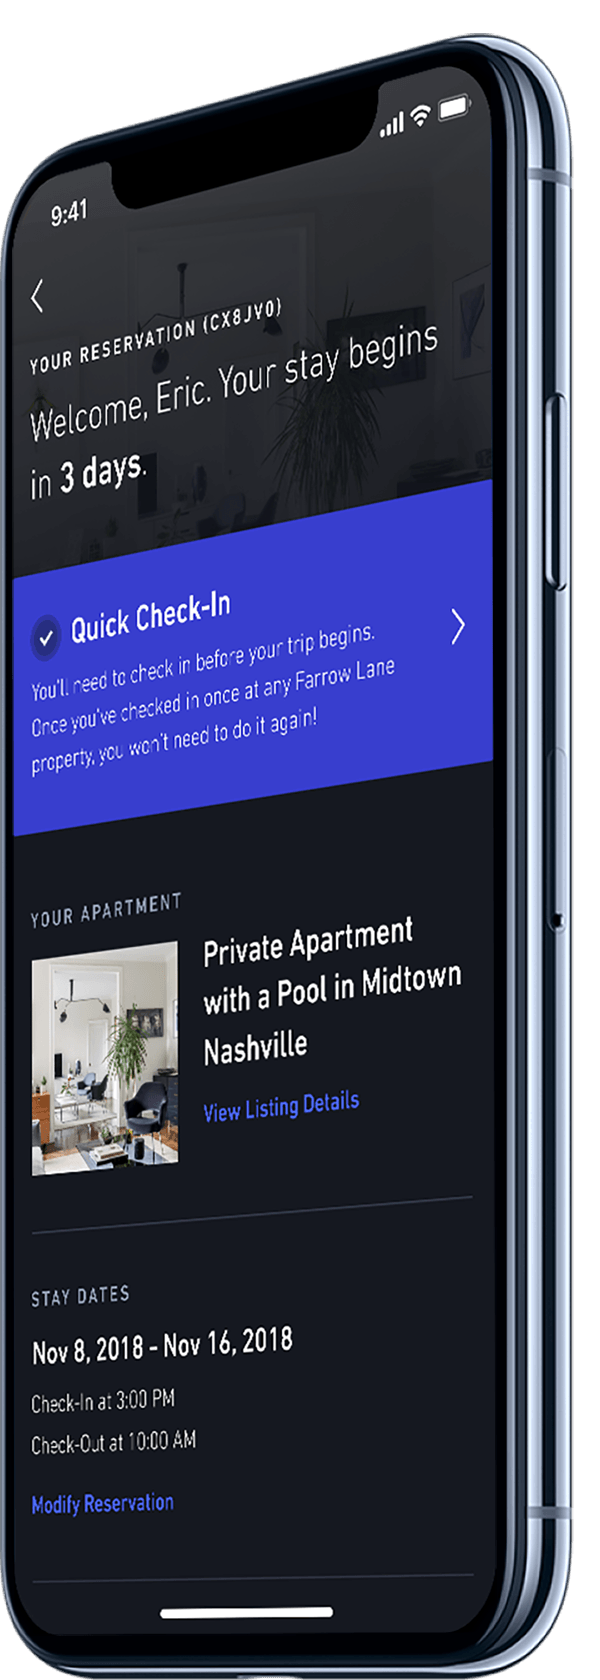 9:41
YOUR RESERVATION (CX8JV0)
Welcome, Eric. Your stay begins
in 3 days.
Quick Check-In
You'll need to check in before your trip begins.
Once you've checked in once at any Farrow Lane
property, you won't need to do it again!
YOUR APARTMENT
Private Apartment
with a Pool in Midtown
Nashville
View Listing Details
STAY DATES
Nov 8, 2018 - Nov 16, 2018
Check-In at 3:00 PM
Check-Out at 10:00 AM
Modify Reservation